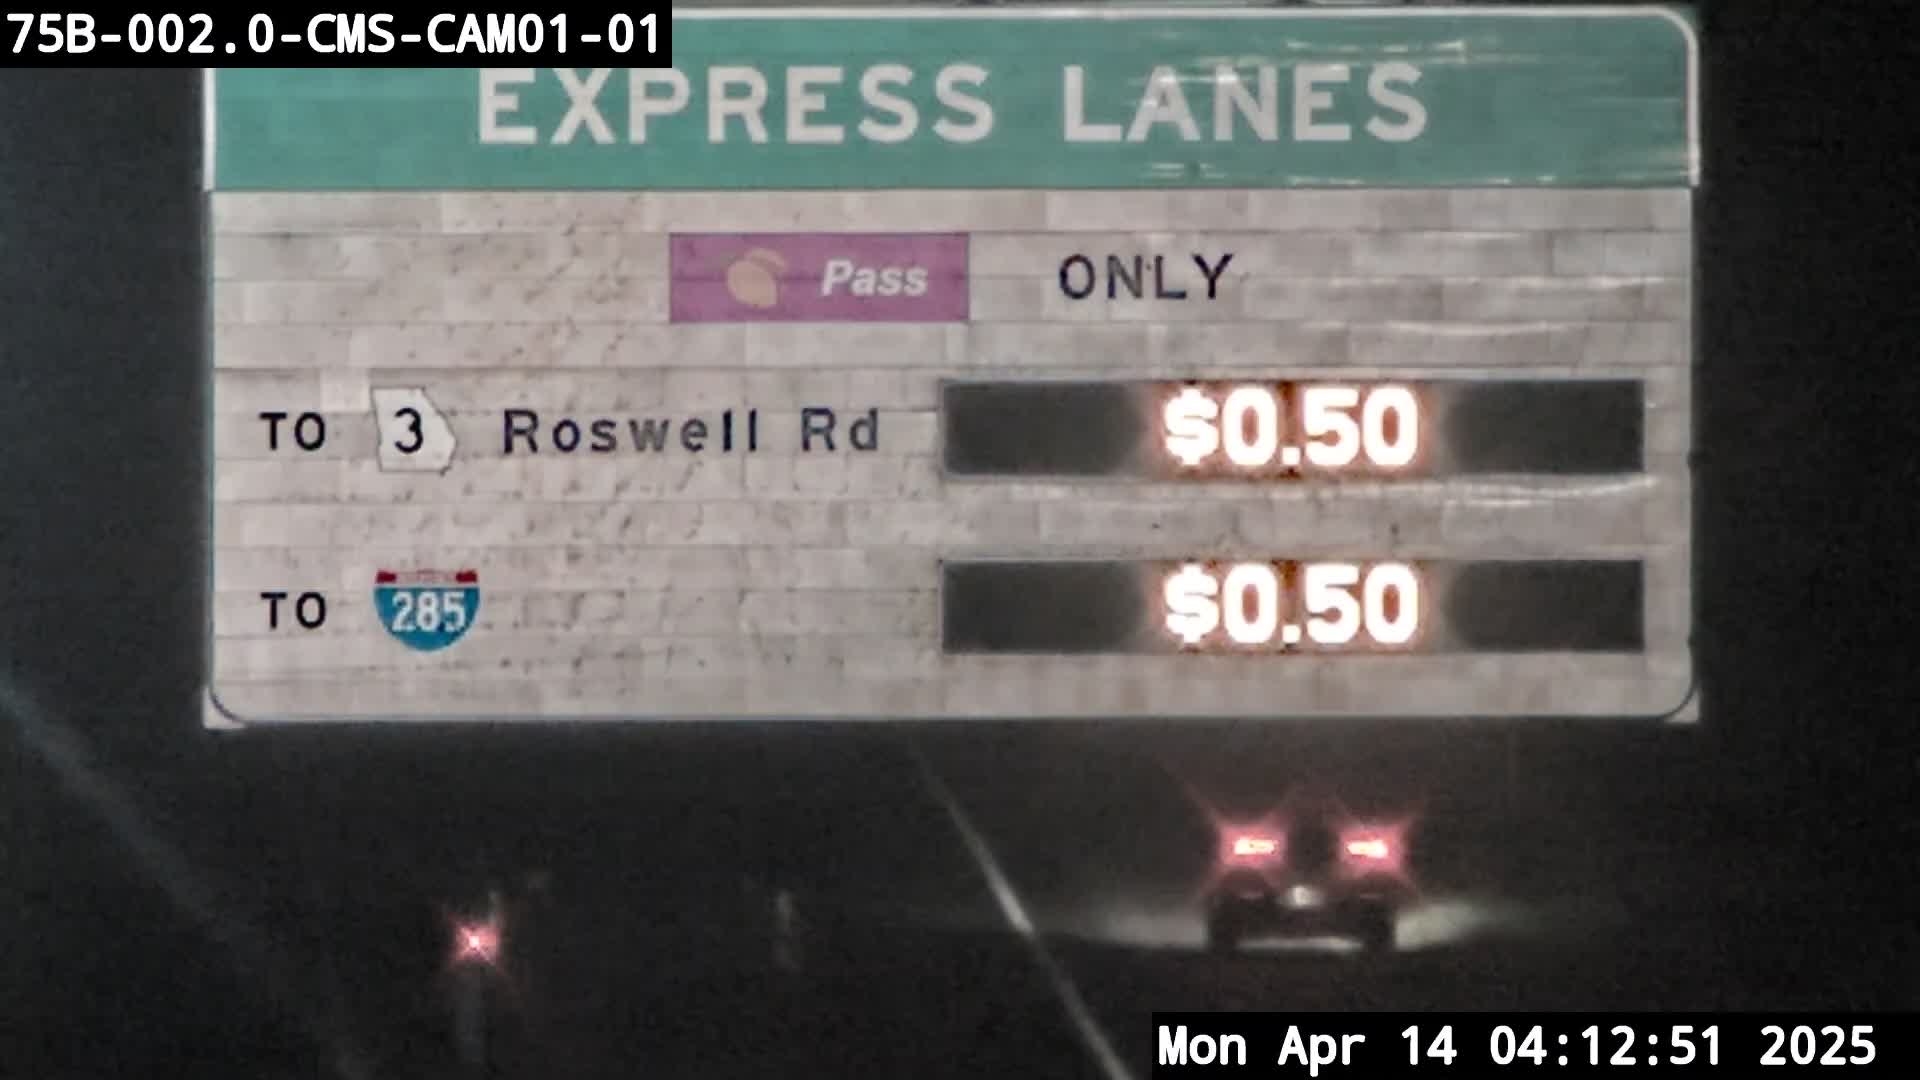 75B-002.0-CMS-CAM01-01
EXPRESS LANES
Pass ONLY
TO 3 Roswell Rd $0.50
TO 285 $0.50
Mon Apr 14 04:12:51 2025